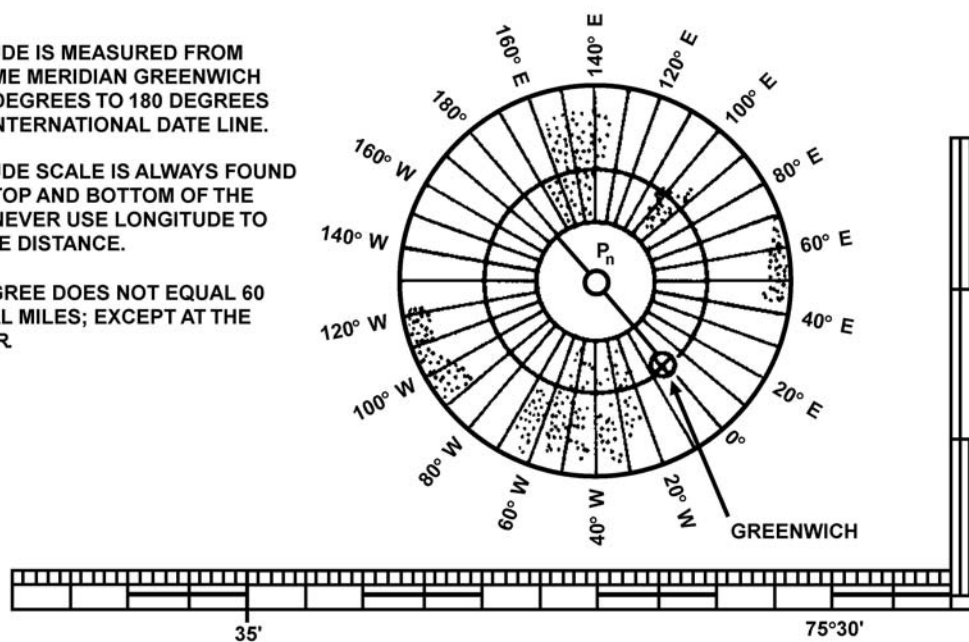 DE IS MEASURED FROM
ME MERIDIAN GREENWICH
DEGREES TO 180 DEGREES
NTERNATIONAL DATE LINE.
DE SCALE IS ALWAYS FOUND
TOP AND BOTTOM OF THE
NEVER USE LONGITUDE TO
E DISTANCE.
GREE DOES NOT EQUAL 60
L MILES; EXCEPT AT THE
R.
160° E
140° E
120° E
180°
100° E
160° W
80° E
140° W
60° E
Pn
120° W
40° E
100° W
20° E
80° W
0°
60° W
40° W
20° W
GREENWICH
35'
75°30'